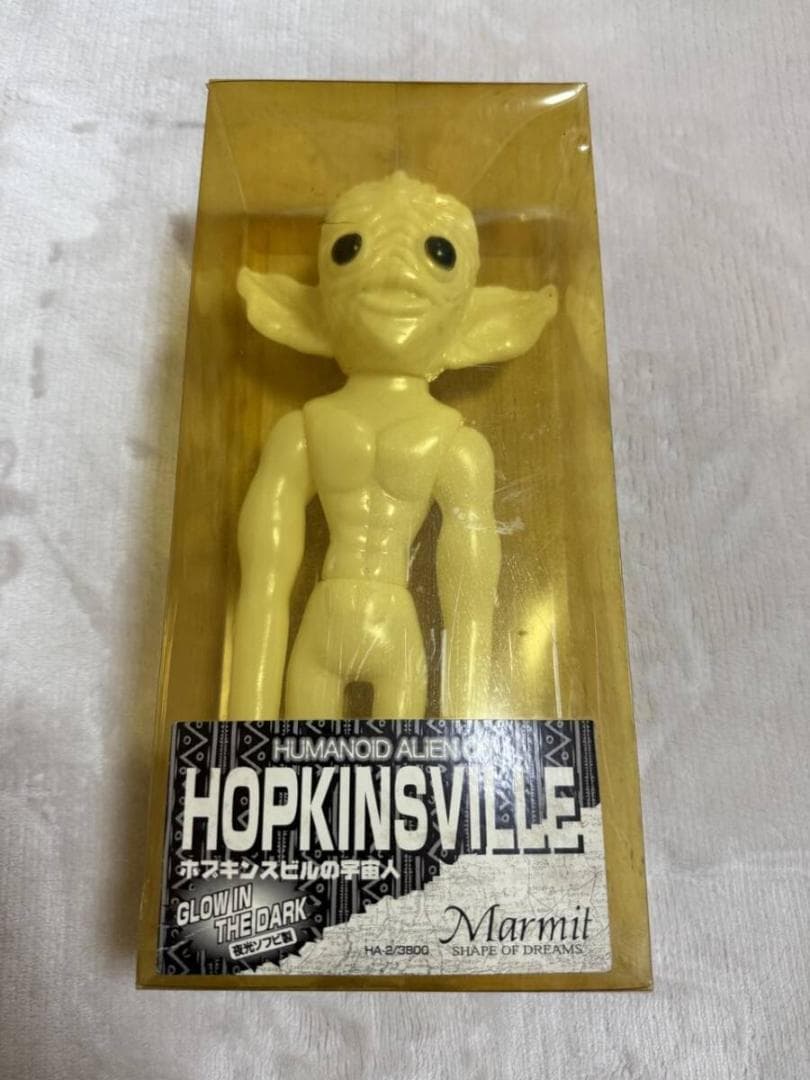 HUMANOID ALIEN OF
HOPKINSVILLE
ホプキンスビルの宇宙人
GLOW IN
THE DARK
夜光ソフビ製
HA-2/3800
Marmit
SHAPE OF DREAMS